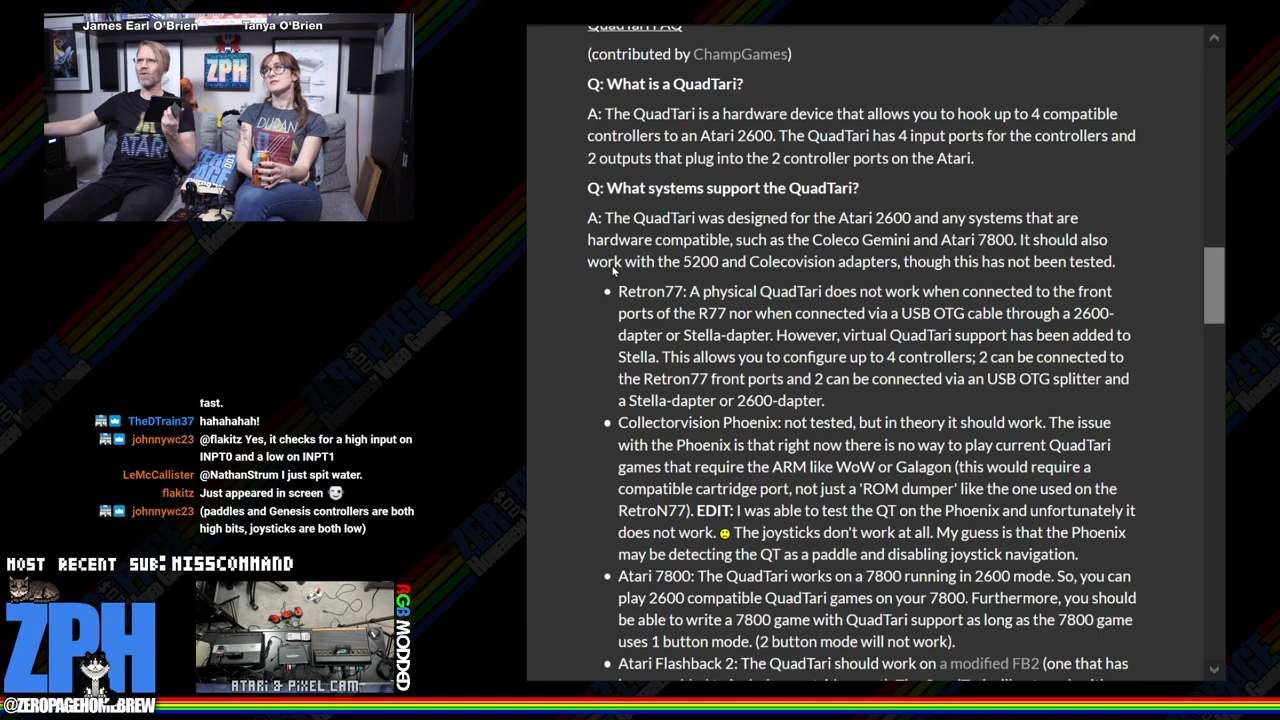 James Earl O'Brien
Tanya O'Brien
ZPH
ATARI
DURAN
QuadTari FAQ
(contributed by ChampGames)
Q: What is a QuadTari?
A: The QuadTari is a hardware device that allows you to hook up to 4 compatible
controllers to an Atari 2600. The QuadTari has 4 input ports for the controllers and
2 outputs that plug into the 2 controller ports on the Atari.
Q: What systems support the QuadTari?
A: The QuadTari was designed for the Atari 2600 and any systems that are
hardware compatible, such as the Coleco Gemini and Atari 7800. It should also
work with the 5200 and Colecovision adapters, though this has not been tested.
Retron77: A physical QuadTari does not work when connected to the front
ports of the R77 nor when connected via a USB OTG cable through a 2600-
dapter or Stella-dapter. However, virtual QuadTari support has been added to
Stella. This allows you to configure up to 4 controllers; 2 can be connected to
the Retron77 front ports and 2 can be connected via an USB OTG splitter and
a Stella-dapter or 2600-dapter.
Collectorvision Phoenix: not tested, but in theory it should work. The issue
with the Phoenix is that right now there is no way to play current QuadTari
games that require the ARM like WOW or Galagon (this would require a
compatible cartridge port, not just a 'ROM dumper' like the one used on the
RetroN77). EDIT: I was able to test the QT on the Phoenix and unfortunately it
does not work. The joysticks don't work at all. My guess is that the Phoenix
may be detecting the QT as a paddle and disabling joystick navigation.
Atari 7800: The QuadTari works on a 7800 running in 2600 mode. So, you can
play 2600 compatible QuadTari games on your 7800. Furthermore, you should
be able to write a 7800 game with QuadTari support as long as the 7800 game
uses 1 button mode. (2 button mode will not work).
Atari Flashback 2: The QuadTari should work on a modified FB2 (one that has
fast.
TheDTrain37 hahahahah!
johnnywc23 @flakitz Yes, it checks for a high input on
INPT0 and a low on INPT1
LeMcCallister @NathanStrum I just spit water.
flakitz Just appeared in screen
johnnywc23 (paddles and Genesis controllers are both
high bits, joysticks are both low)
MOST RECENT SUB: MISSCOMMAND
ZPH
RGB MODDED
ATARI & PIXEL CAM
@ZEROPAGEHOMEBREW